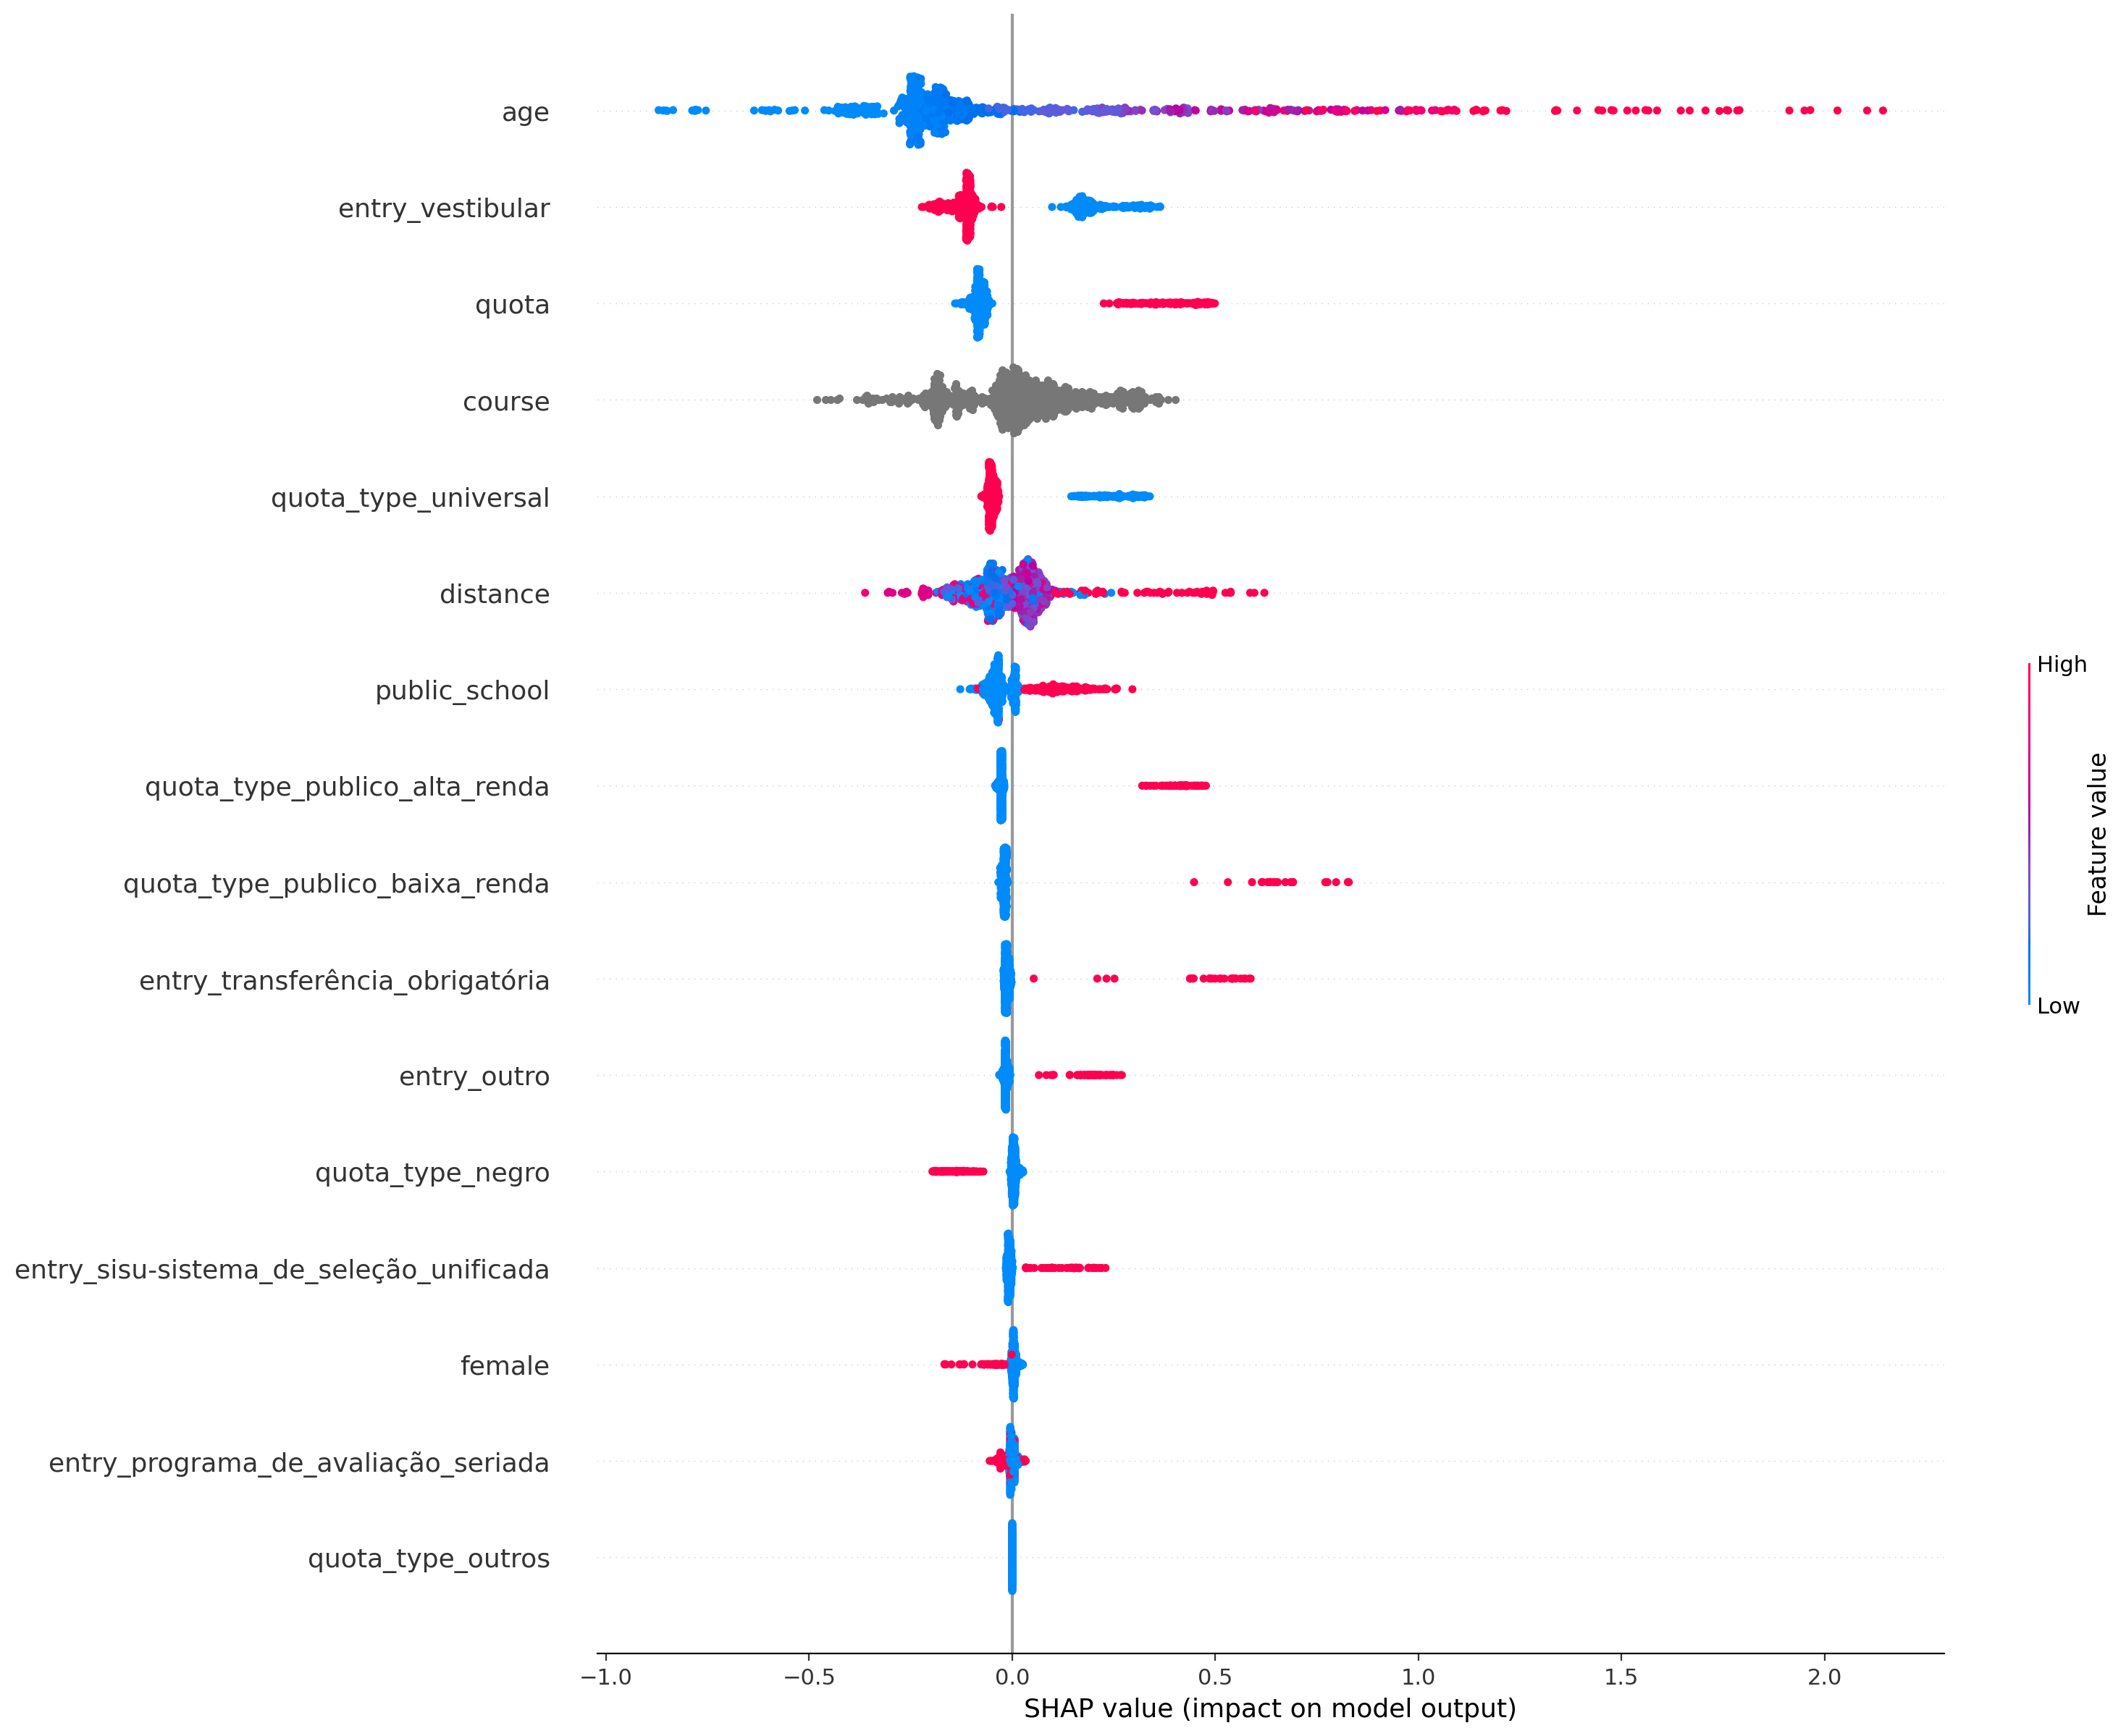 age
entry_vestibular
quota
course
quota_type_universal
distance
public_school
quota_type_publico_alta_renda
quota_type_publico_baixa_renda
entry_transferência_obrigatória
entry_outro
quota_type_negro
entry_sisu-sistema_de_seleção_unificada
female
entry_programa_de_avaliação_seriada
quota_type_outros
−1.0 −0.5 0.0 0.5 1.0 1.5 2.0
SHAP value (impact on model output)
High
Feature value
Low